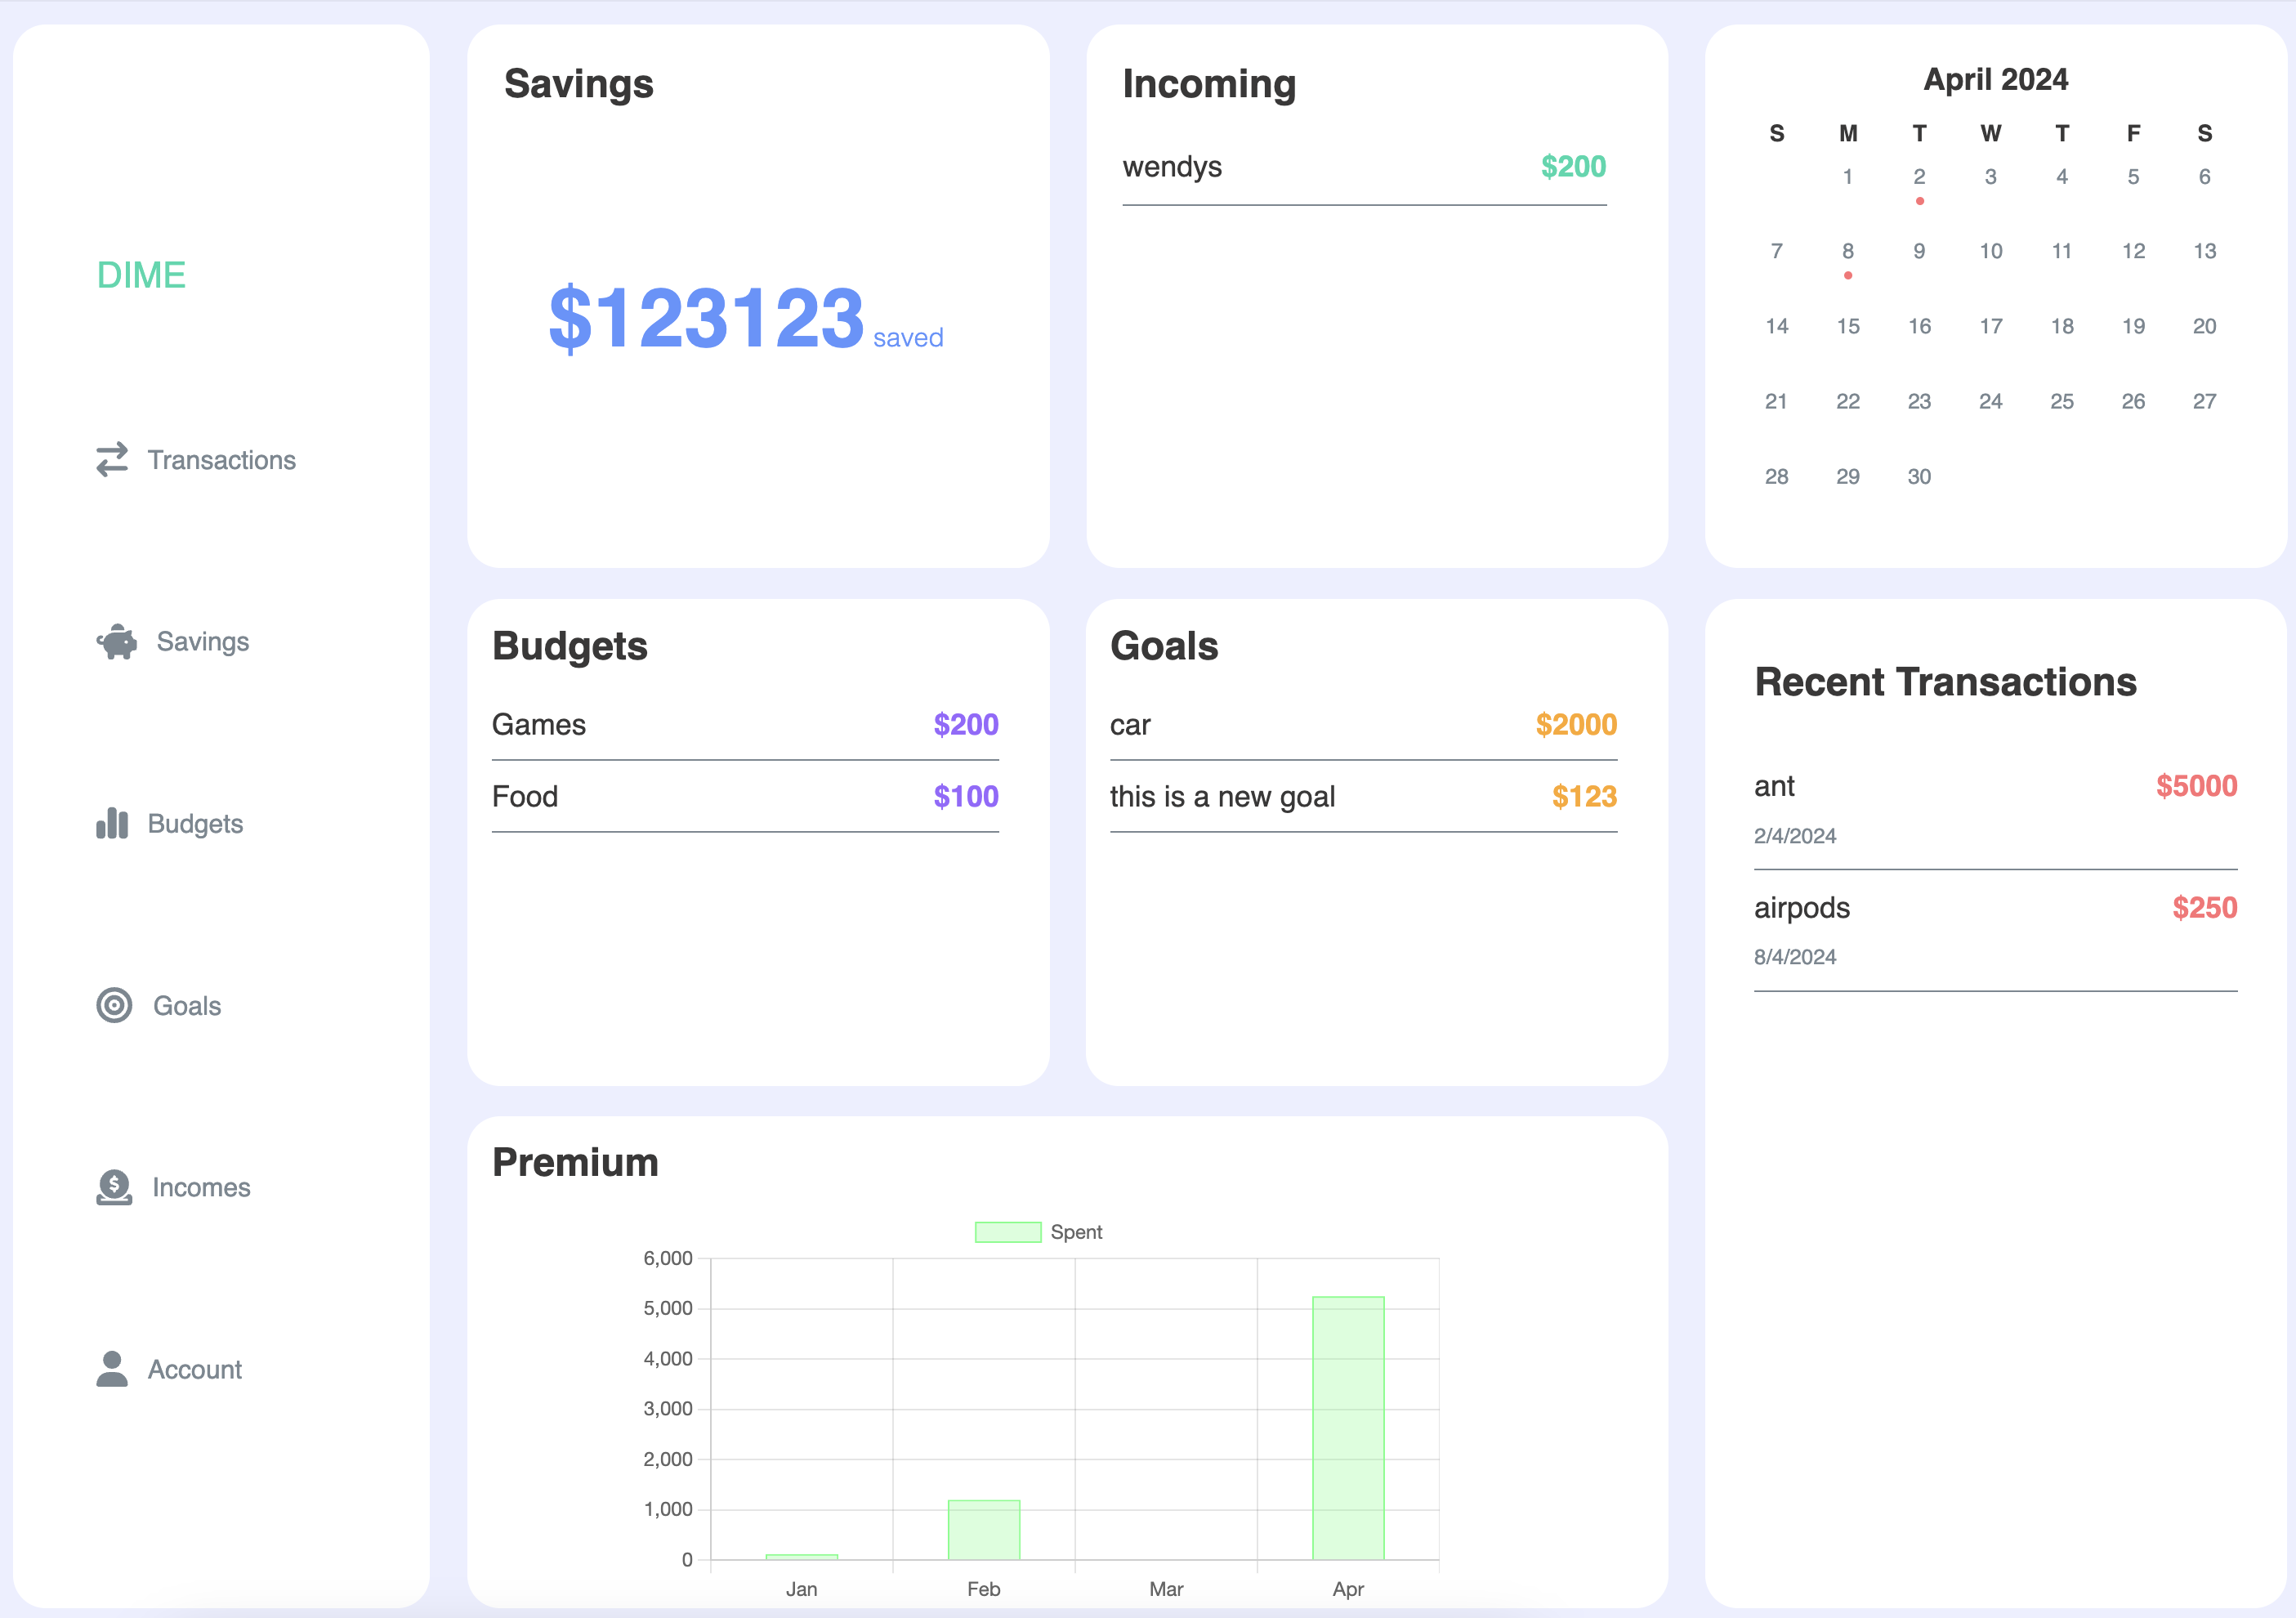 DIME
Transactions
Savings
Budgets
Goals
Incomes
Account
Savings
$123123 saved
Incoming
wendys $200
April 2024
S M T W T F S
1 2 3 4 5 6
7 8 9 10 11 12 13
14 15 16 17 18 19 20
21 22 23 24 25 26 27
28 29 30
Budgets
Games $200
Food $100
Goals
car $2000
this is a new goal $123
Recent Transactions
ant $5000
2/4/2024
airpods $250
8/4/2024
Premium
Spent
6,000
5,000
4,000
3,000
2,000
1,000
0
Jan Feb Mar Apr